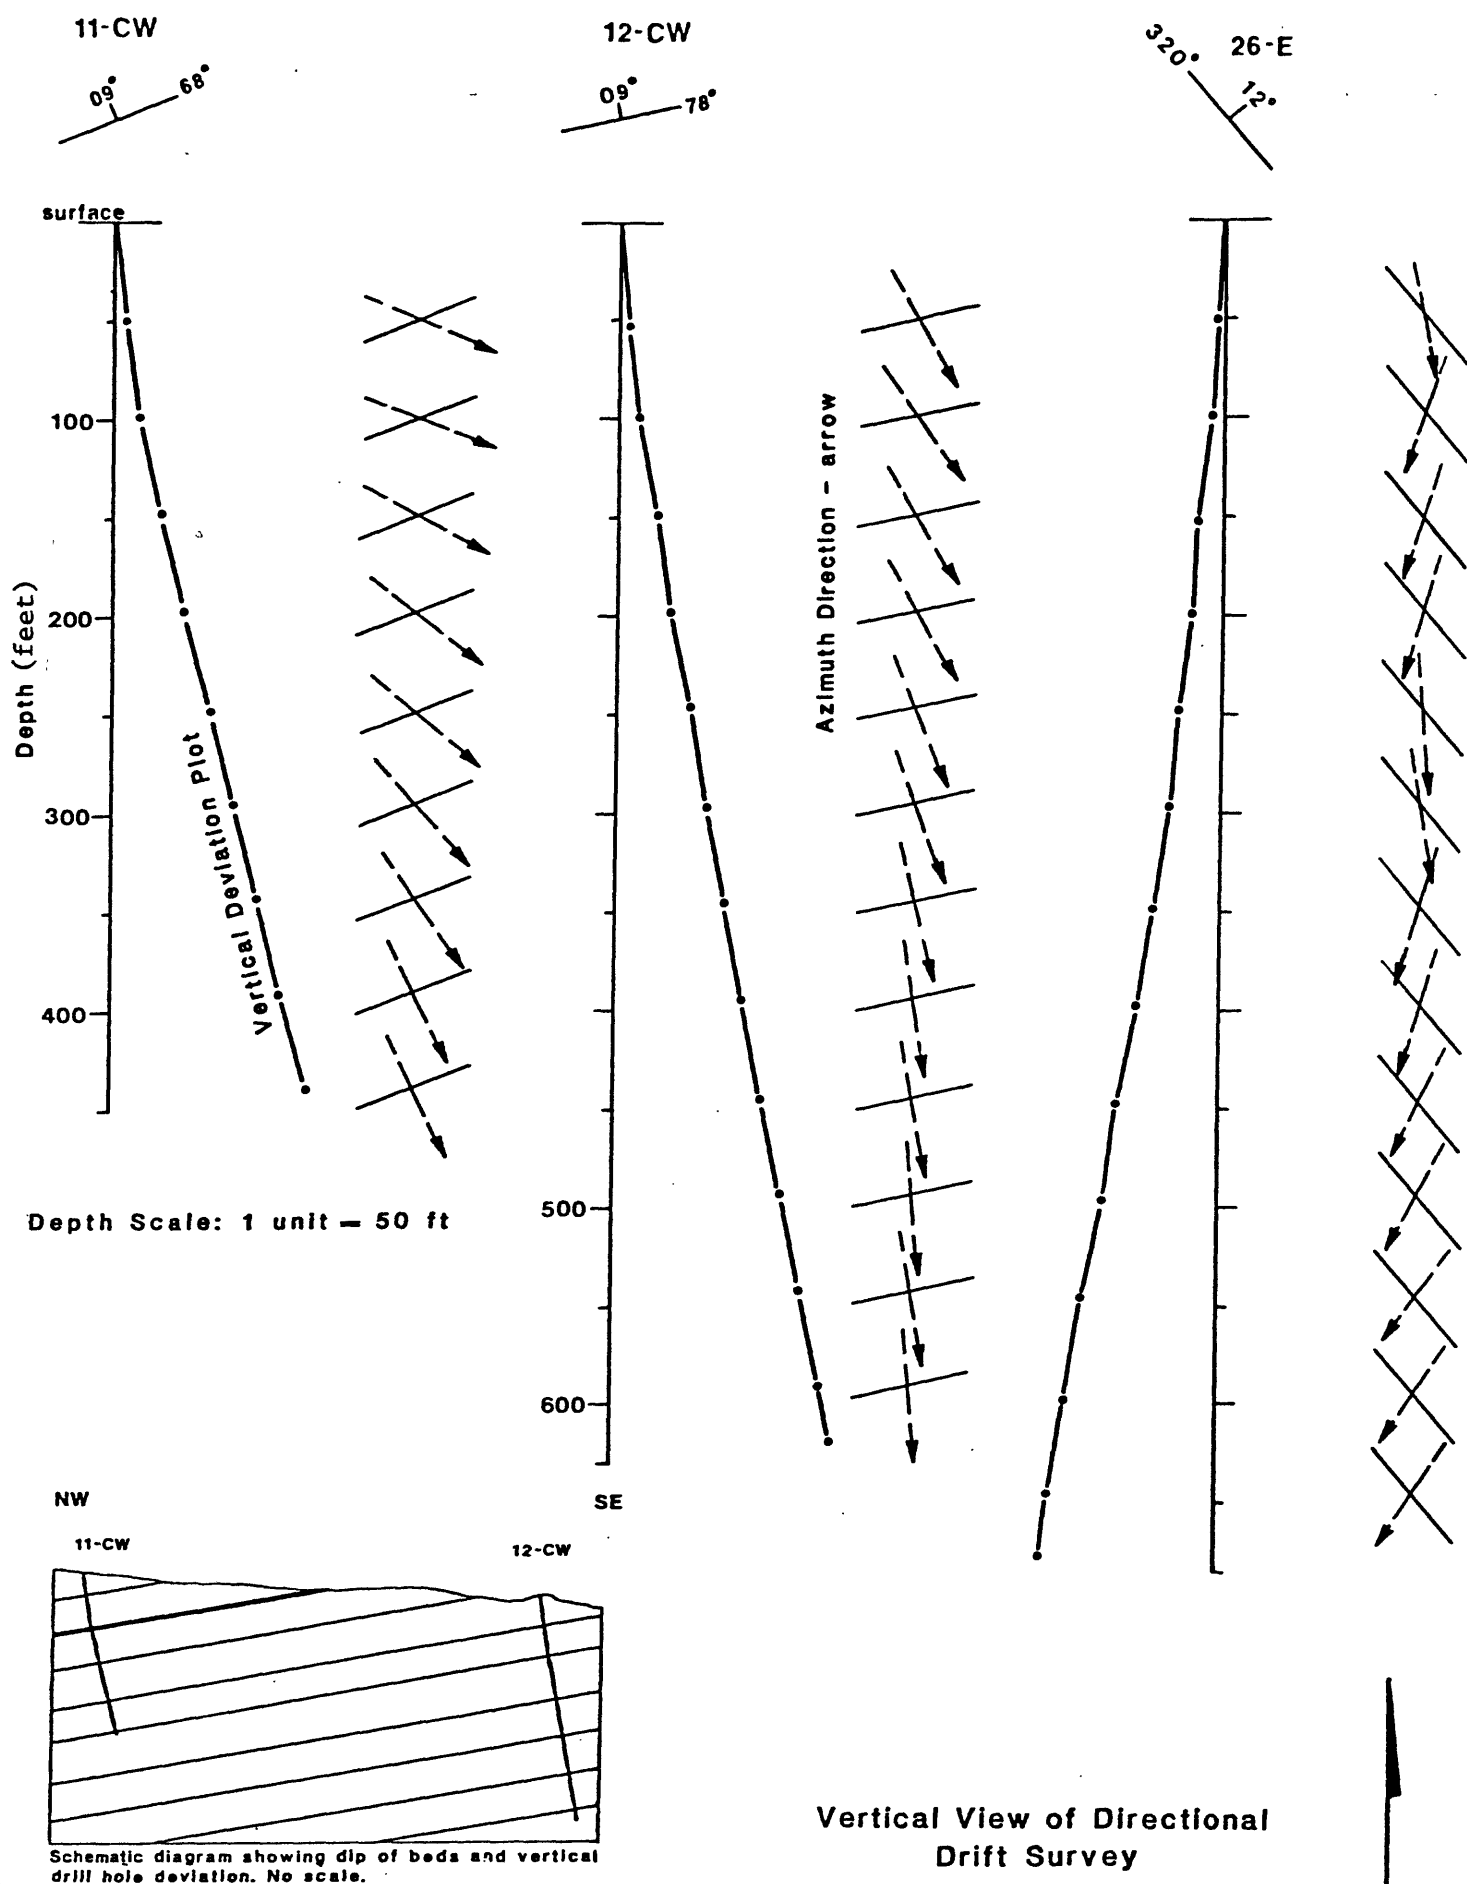 11-CW
12-CW
26-E
09°
68°
09°
78°
320°
12°
surface
100
200
300
400
Depth (feet)
Vertical Deviation Plot
Azimuth Direction - arrow
500
600
Depth Scale: 1 unit = 50 ft
NW
SE
11-CW
12-CW
Schematic diagram showing dip of beds and vertical
drill hole deviation. No scale.
Vertical View of Directional
Drift Survey